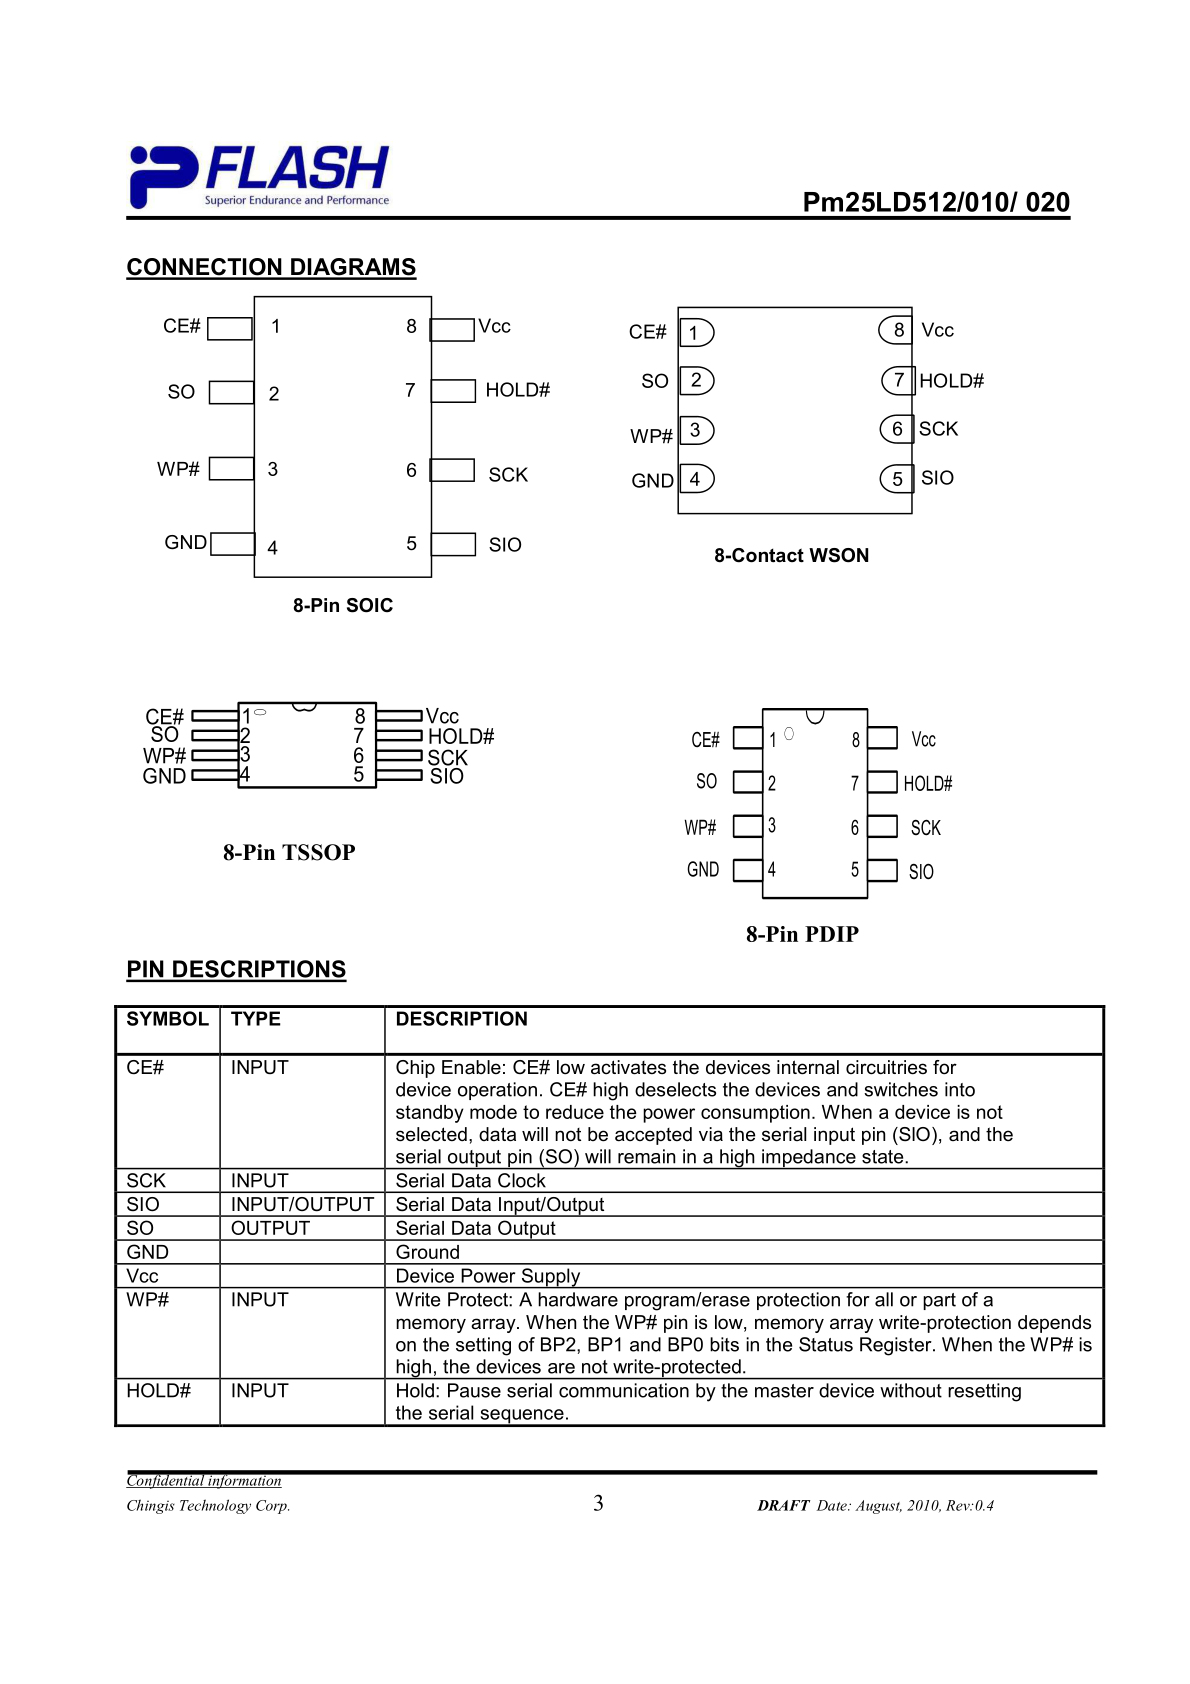 FLASH
Superior Endurance and Performance
Pm25LD512/010/ 020
CONNECTION DIAGRAMS
CE# 1 8 Vcc
SO 2 7 HOLD#
WP# 3 6 SCK
GND 4 5 SIO
8-Pin SOIC
CE# 1 8 Vcc
SO 2 7 HOLD#
WP# 3 6 SCK
GND 4 5 SIO
8-Contact WSON
CE# 1 8 Vcc
SO 2 7 HOLD#
WP# 3 6 SCK
GND 4 5 SIO
8-Pin TSSOP
CE# 1 8 Vcc
SO 2 7 HOLD#
WP# 3 6 SCK
GND 4 5 SIO
8-Pin PDIP
PIN DESCRIPTIONS
SYMBOL TYPE DESCRIPTION
CE# INPUT Chip Enable: CE# low activates the devices internal circuitries for
device operation. CE# high deselects the devices and switches into
standby mode to reduce the power consumption. When a device is not
selected, data will not be accepted via the serial input pin (SIO), and the
serial output pin (SO) will remain in a high impedance state.
SCK INPUT Serial Data Clock
SIO INPUT/OUTPUT Serial Data Input/Output
SO OUTPUT Serial Data Output
GND Ground
Vcc Device Power Supply
WP# INPUT Write Protect: A hardware program/erase protection for all or part of a
memory array. When the WP# pin is low, memory array write-protection depends
on the setting of BP2, BP1 and BP0 bits in the Status Register. When the WP# is
high, the devices are not write-protected.
HOLD# INPUT Hold: Pause serial communication by the master device without resetting
the serial sequence.
Confidential information
Chingis Technology Corp. 3 DRAFT Date: August, 2010, Rev:0.4